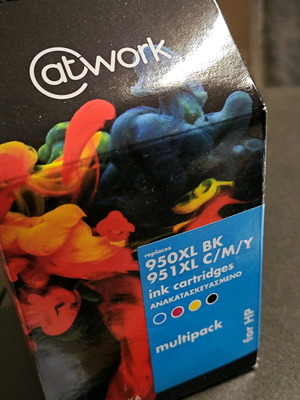 @work
replaces
950XL BK
951XL C/M/Y
ink cartridges
ΑΝΑΚΑΤΑΣΚΕΥΑΣΜΕΝΟ
multipack
for HP